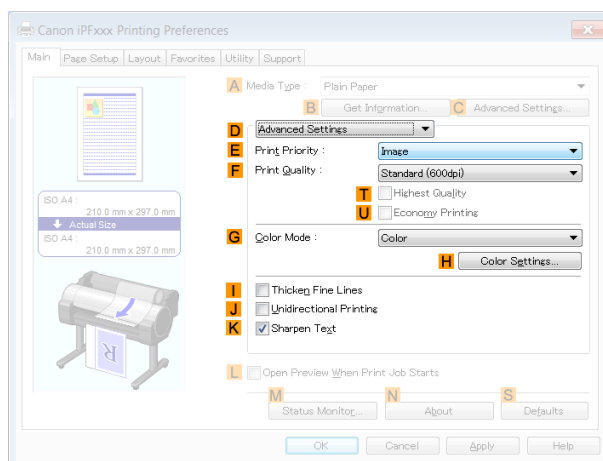 Canon iPFxxx Printing Preferences
Main Page Setup Layout Favorites Utility Support
A Media Type : Plain Paper
B Get Information... C Advanced Settings...
D Advanced Settings
E Print Priority : Image
F Print Quality : Standard (600dpi)
T Highest Quality
U Economy Printing
ISO A4 :
210.0 mm x 297.0 mm
Actual Size
ISO A4 :
210.0 mm x 297.0 mm
G Color Mode : Color
H Color Settings...
I Thicken Fine Lines
J Unidirectional Printing
K Sharpen Text
R
L Open Preview When Print Job Starts
M N S
Status Monitor... About Defaults
OK Cancel Apply Help